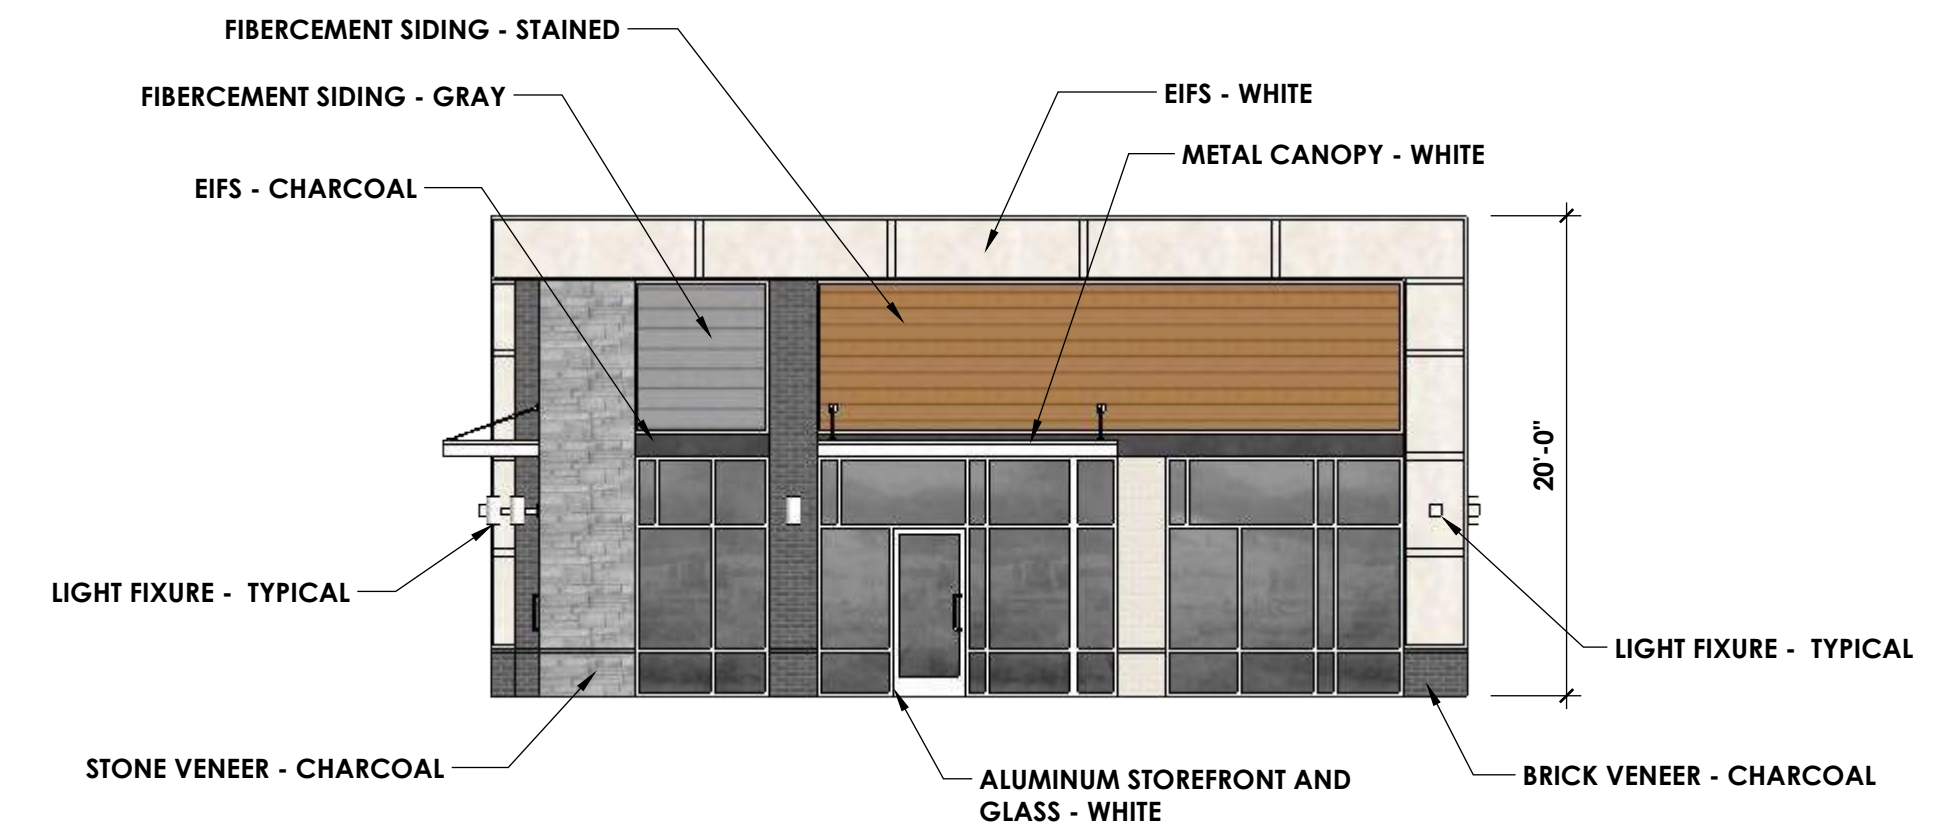 FIBERCEMENT SIDING - STAINED
FIBERCEMENT SIDING - GRAY
EIFS - WHITE
METAL CANOPY - WHITE
EIFS - CHARCOAL
20'-0"
LIGHT FIXURE -  TYPICAL
LIGHT FIXURE -  TYPICAL
STONE VENEER - CHARCOAL
ALUMINUM STOREFRONT AND
GLASS - WHITE
BRICK VENEER - CHARCOAL